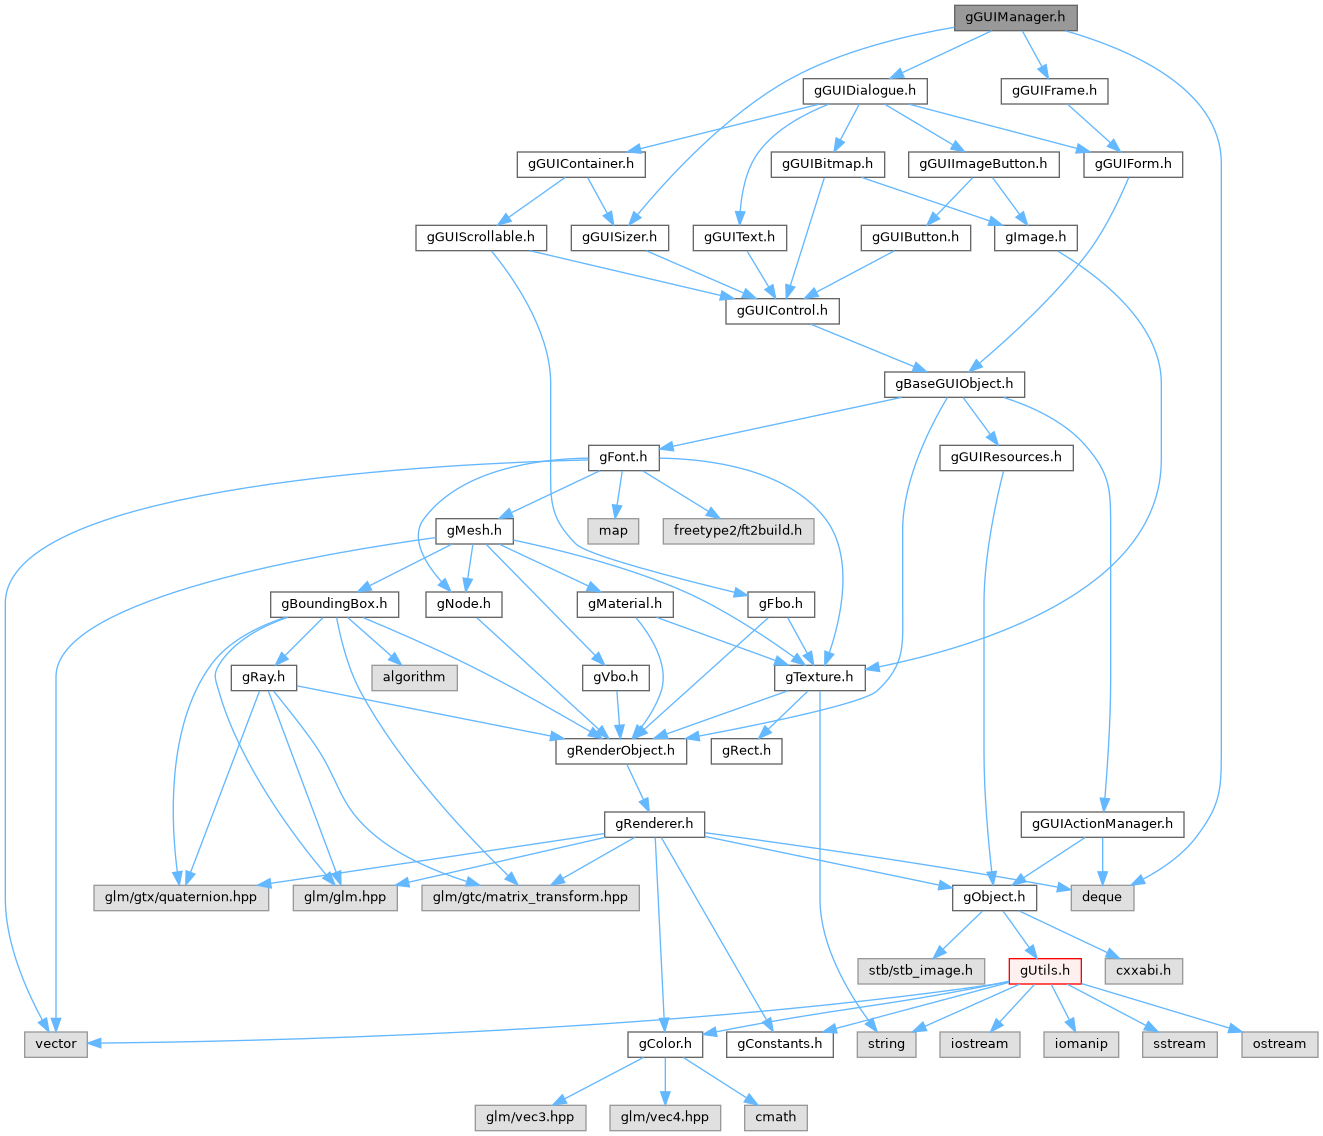 gGUIManager.h
gGUIDialogue.h
gGUIFrame.h
gGUIContainer.h
gGUIBitmap.h
gGUIImageButton.h
gGUIForm.h
gGUIScrollable.h
gGUISizer.h
gGUIText.h
gGUIButton.h
gImage.h
gGUIControl.h
gBaseGUIObject.h
gFont.h
gGUIResources.h
gMesh.h
map
freetype2/ft2build.h
gBoundingBox.h
gNode.h
gMaterial.h
gFbo.h
gRay.h
algorithm
gVbo.h
gTexture.h
gRenderObject.h
gRect.h
gRenderer.h
gGUIActionManager.h
glm/gtx/quaternion.hpp
glm/glm.hpp
glm/gtc/matrix_transform.hpp
gObject.h
deque
stb/stb_image.h
gUtils.h
cxxabi.h
vector
gColor.h
gConstants.h
string
iostream
iomanip
sstream
ostream
glm/vec3.hpp
glm/vec4.hpp
cmath